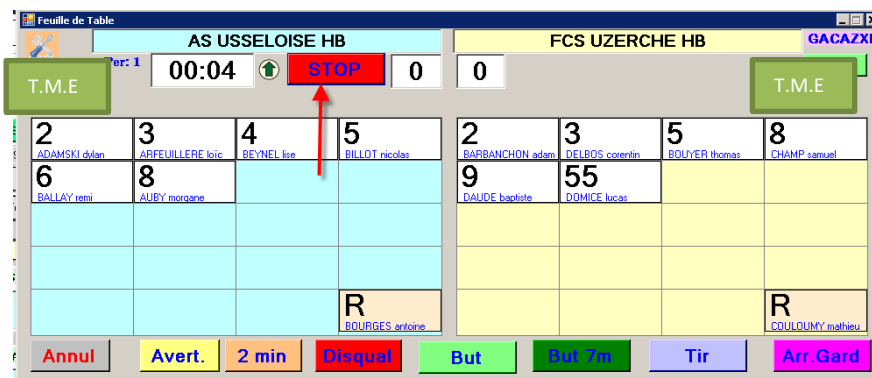 Feuille de Table
AS USSELOISE HB
FCS UZERCHE HB
GACAZX
Per: 1
00:04
STOP
0
0
T.M.E
T.M.E
2
ADAMSKI dylan
3
ARFEUILLERE loïc
4
BEYNEL lise
5
BILLOT nicolas
2
BARBANCHON adam
3
DELBOS corentin
5
BOUYER thomas
8
CHAMP samuel
6
BALLAY remi
8
AUBY morgane
9
DAUDE baptiste
55
DOMICE lucas
R
BOURGES antoine
R
COULOUMY mathieu
Annul
Avert.
2 min
Disqual
But
But 7m
Tir
Arr.Gard